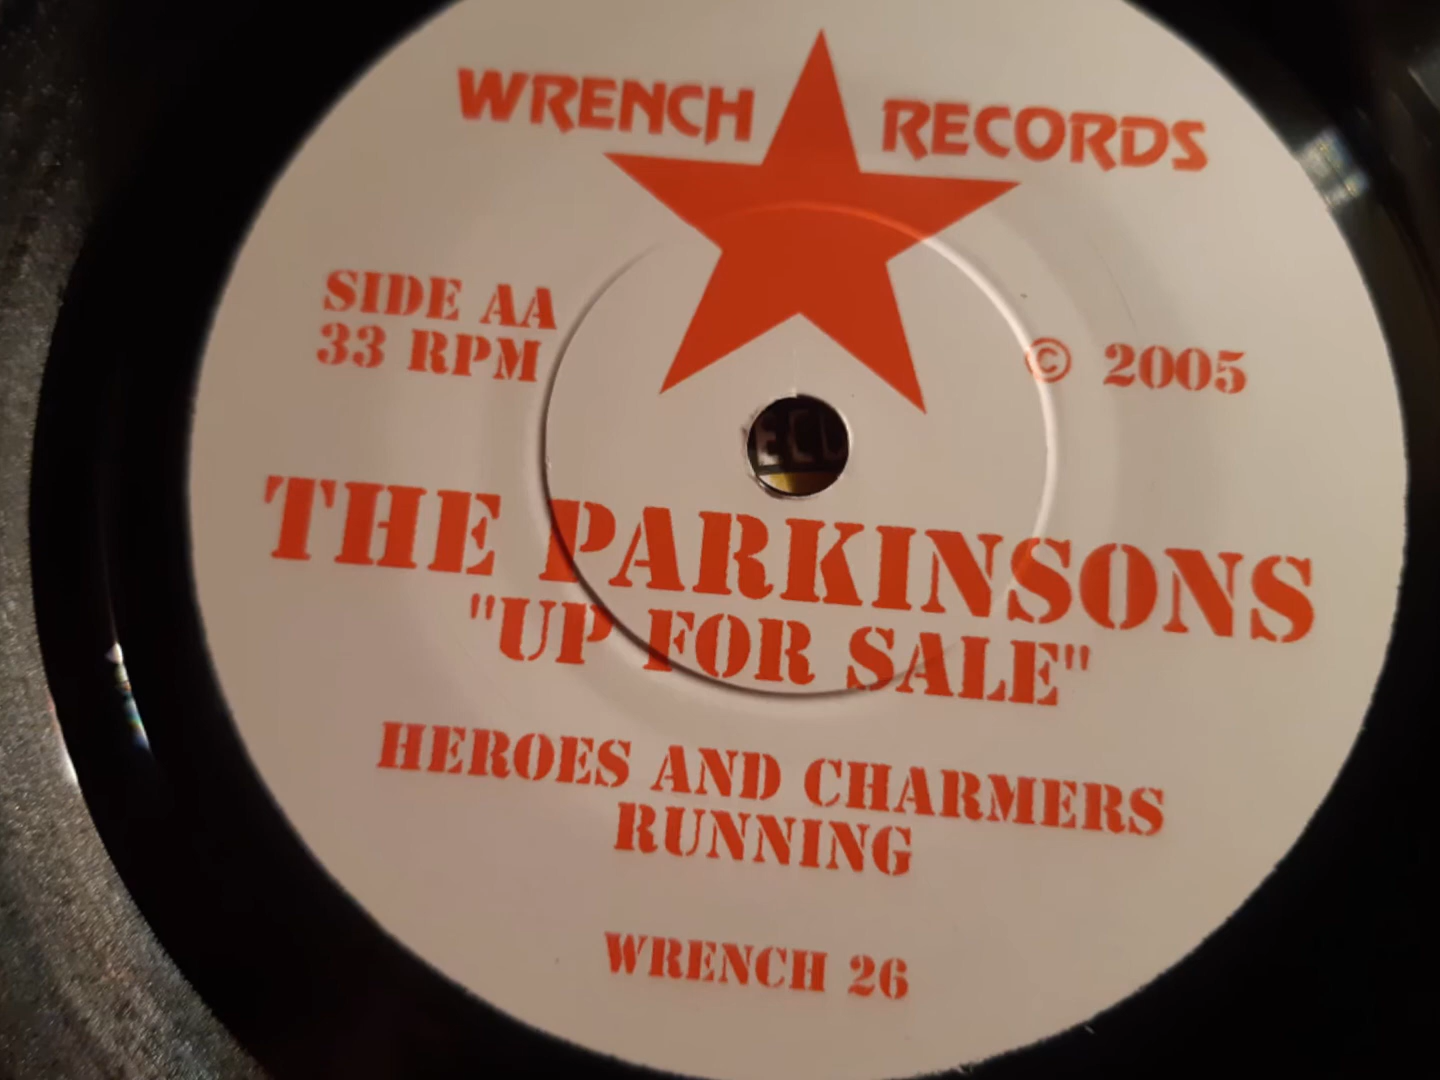 WRENCH RECORDS
SIDE AA
33 RPM
© 2005
THE PARKINSONS
"UP FOR SALE"
HEROES AND CHARMERS
RUNNING
WRENCH 26